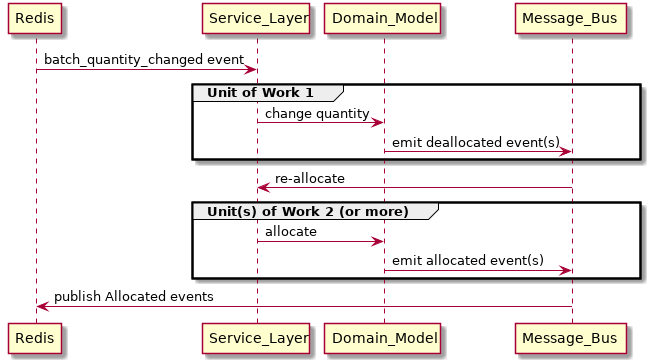 Redis Service_Layer Domain_Model Message_Bus
batch_quantity_changed event
Unit of Work 1
change quantity
emit deallocated event(s)
re-allocate
Unit(s) of Work 2 (or more)
allocate
emit allocated event(s)
publish Allocated events
Redis Service_Layer Domain_Model Message_Bus